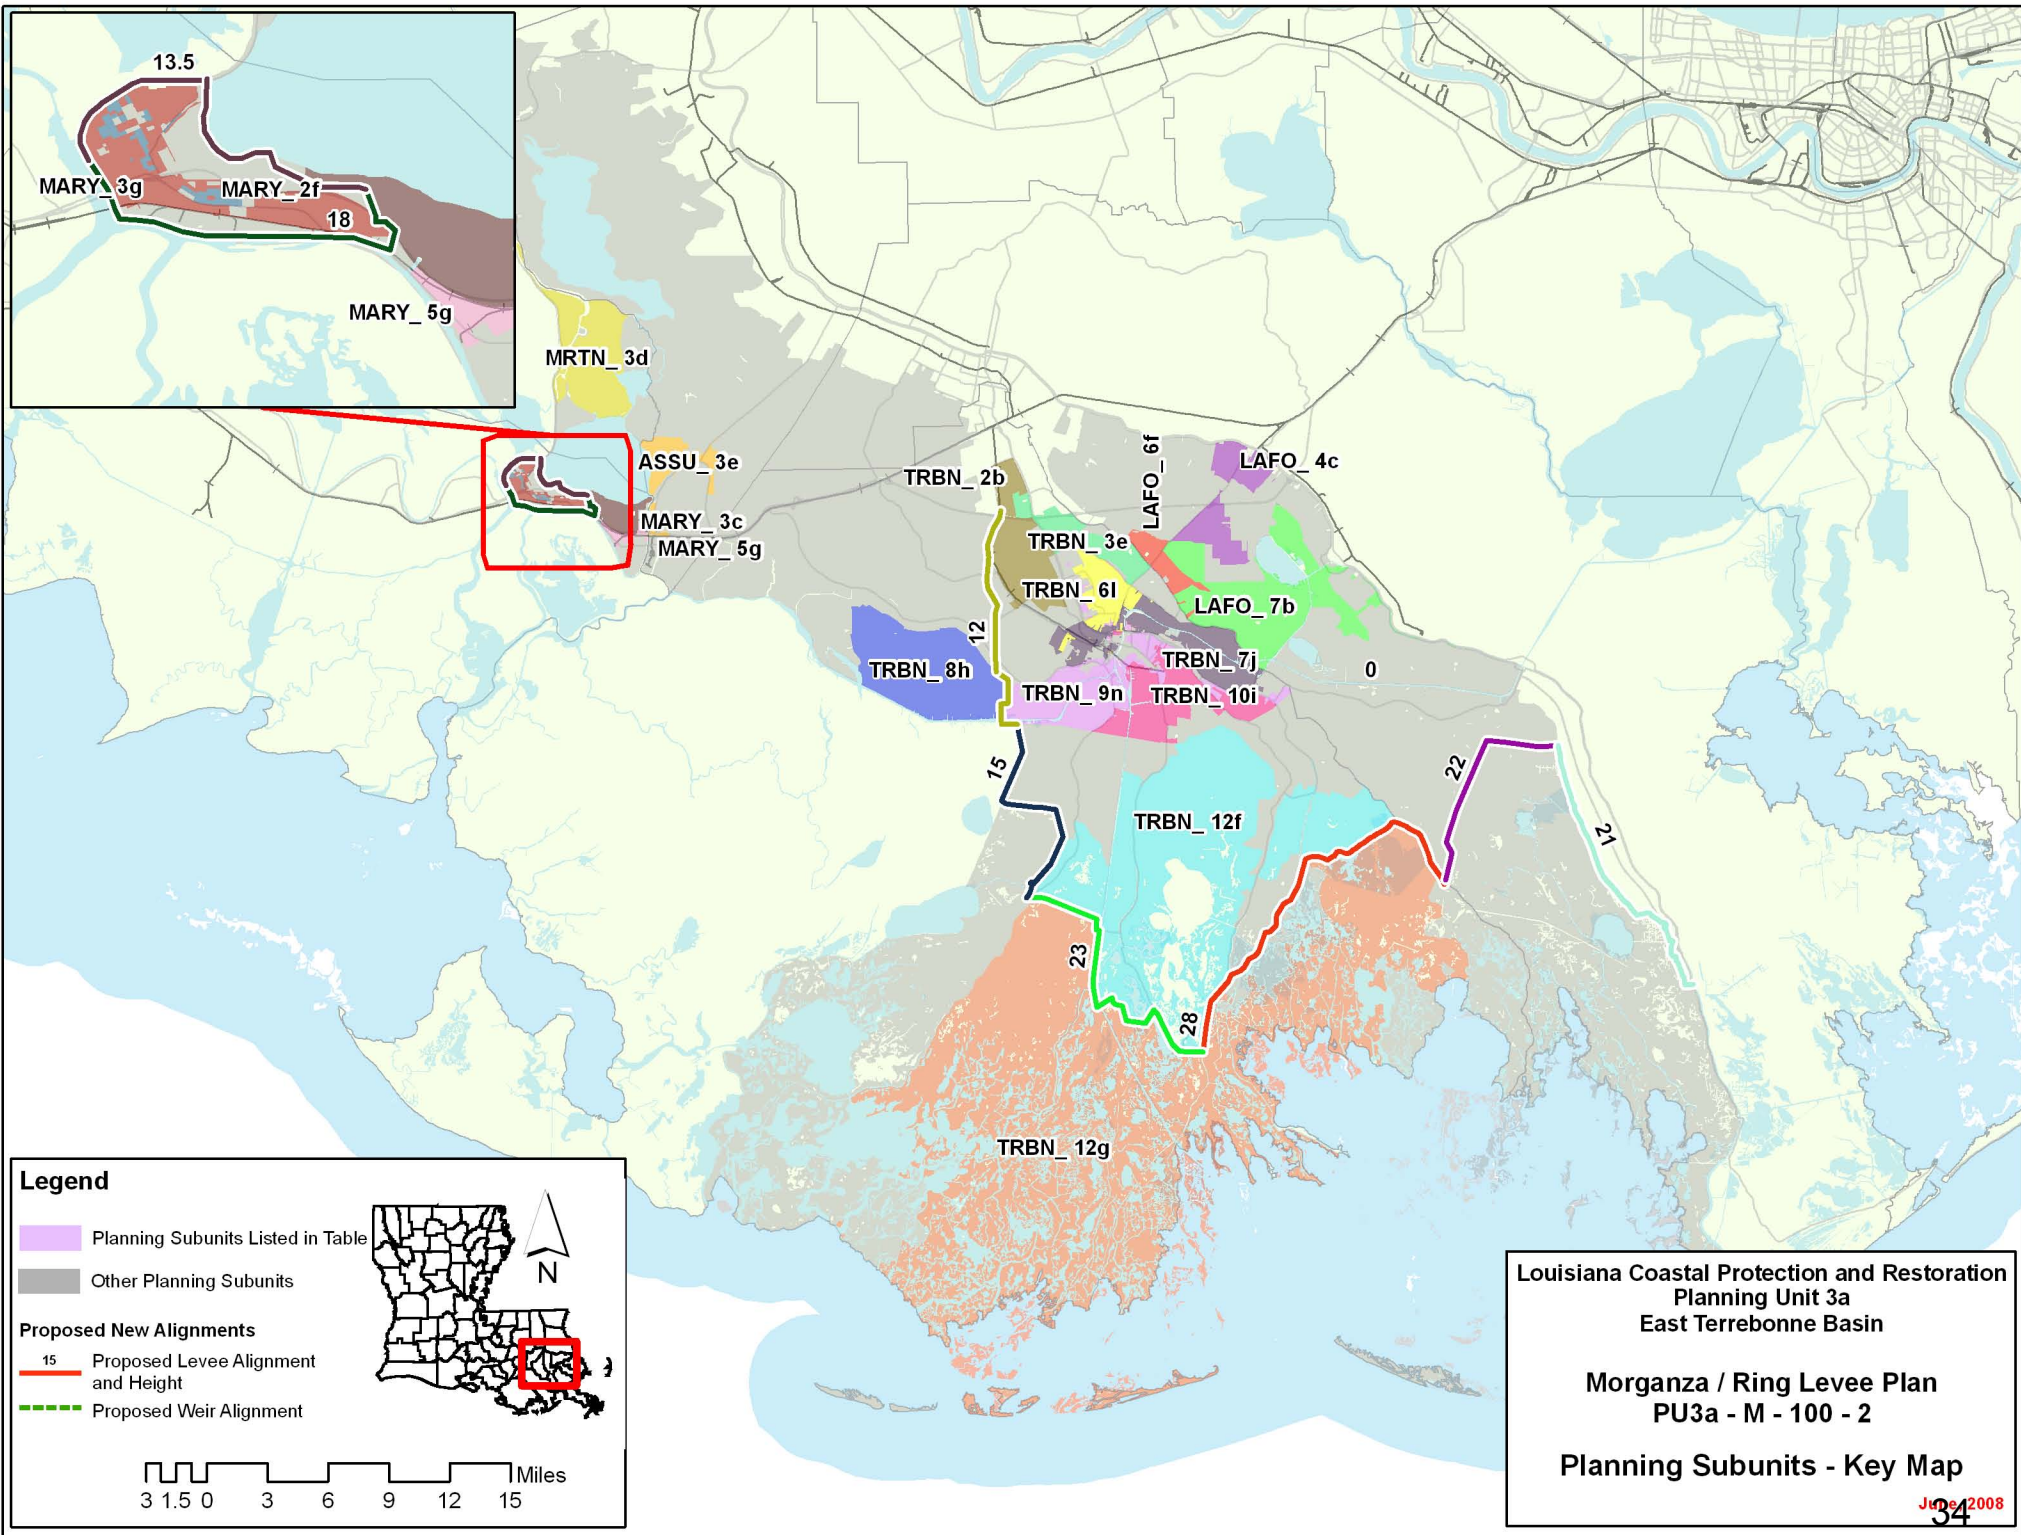 13.5
MARY_ 3g
MARY_ 2f
18
MARY_ 5g
MRTN_ 3d
ASSU_ 3e
MARY_ 3c
MARY_ 5g
TRBN_ 2b
LAFO_ 6f
LAFO_ 4c
TRBN_ 3e
TRBN_ 6l
LAFO_ 7b
12
TRBN_ 8h
TRBN_ 7j
0
TRBN_ 9n
TRBN_ 10i
15
22
21
TRBN_ 12f
23
28
TRBN_ 12g
Legend
Planning Subunits Listed in Table
Other Planning Subunits
Proposed New Alignments
15
Proposed Levee Alignment
and Height
Proposed Weir Alignment
N
Miles
3 1.5 0 3 6 9 12 15
Louisiana Coastal Protection and Restoration
Planning Unit 3a
East Terrebonne Basin
Morganza / Ring Levee Plan
PU3a - M - 100 - 2
Planning Subunits - Key Map
June, 2008
34